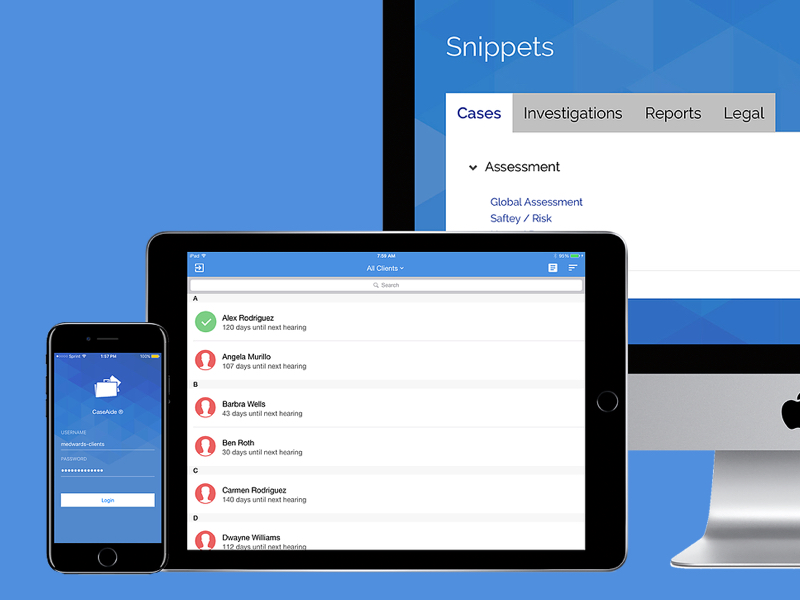 Snippets
Cases Investigations Reports Legal
Assessment
Global Assessment
Saftey / Risk
iPad 7:59 AM 95%
All Clients
Search
A
Alex Rodriguez
120 days until next hearing
Angela Murillo
107 days until next hearing
B
Barbra Wells
43 days until next hearing
Ben Roth
30 days until next hearing
C
Carmen Rodriguez
140 days until next hearing
D
Dwayne Williams
112 days until next hearing
Sprint 1:57 PM 100%
CaseAide ®
USERNAME
medwards-clients
PASSWORD
•••••••••••••
Login